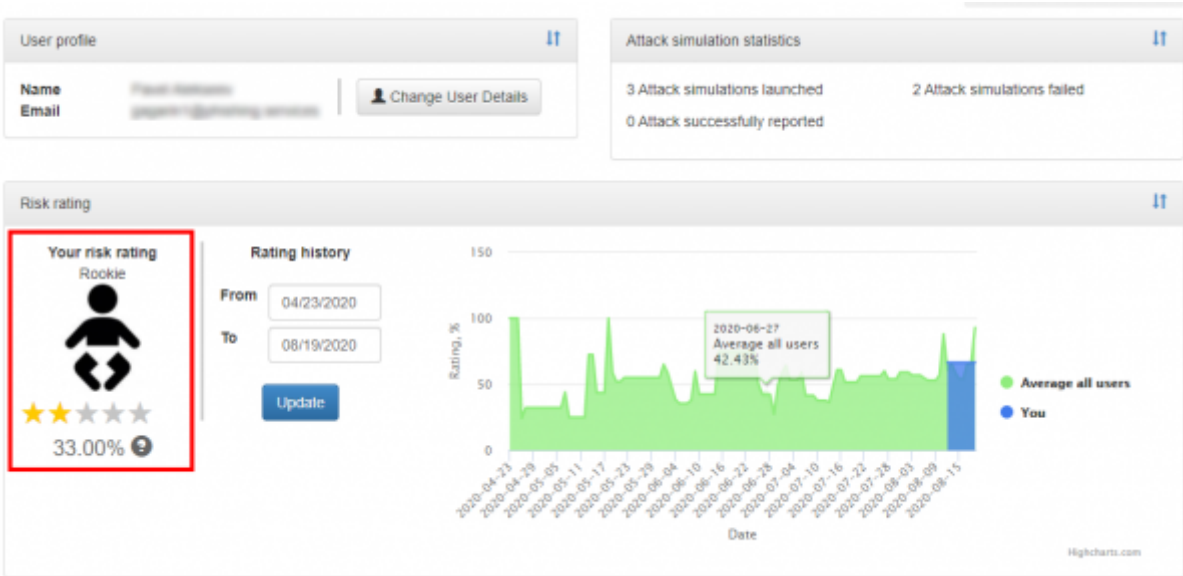 User profile
Name
Email
Change User Details
Attack simulation statistics
3 Attack simulations launched
2 Attack simulations failed
0 Attack successfully reported
Risk rating
Your risk rating
Rookie
33.00% ?
Rating history
From 04/23/2020
To 08/19/2020
Update
150
100
50
0
Rating, %
2020-06-27
Average all users
42.43%
2020-04-23
2020-04-29
2020-05-05
2020-05-11
2020-05-17
2020-05-23
2020-05-29
2020-06-04
2020-06-10
2020-06-16
2020-06-22
2020-06-28
2020-07-04
2020-07-10
2020-07-16
2020-07-22
2020-07-28
2020-08-03
2020-08-09
2020-08-15
Date
Average all users
You
Highcharts.com